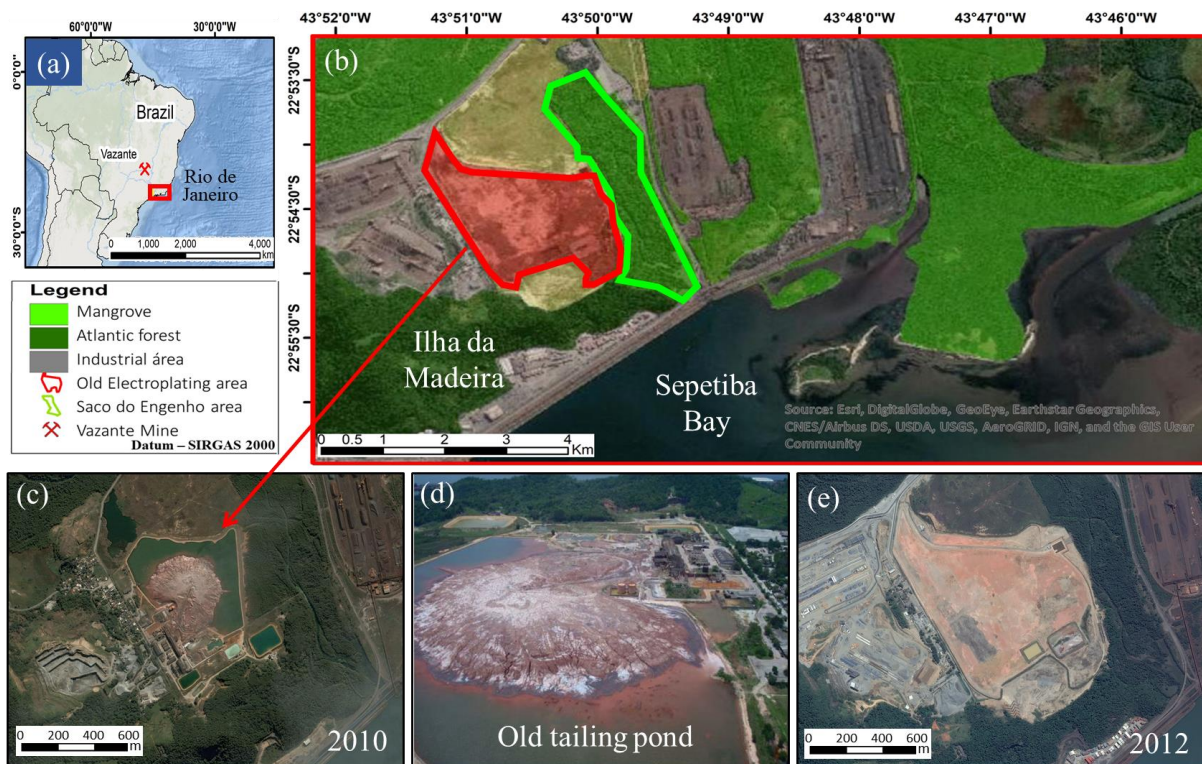 60°0'0"W
30°0'0"W
0°0'0"
30°0'0"S
(a)
Brazil
Vazante
Rio de
Janeiro
0 1,000 2,000 4,000
km
43°52'0"W 43°51'0"W 43°50'0"W 43°49'0"W 43°48'0"W 43°47'0"W 43°46'0"W
22°53'30"S
22°54'30"S
22°55'30"S
(b)
Ilha da
Madeira
Sepetiba
Bay
0 0.5 1 2 3 4
Km
Source: Esri, DigitalGlobe, GeoEye, Earthstar Geographics,
CNES/Airbus DS, USDA, USGS, AeroGRID, IGN, and the GIS User
Community
Legend
Mangrove
Atlantic forest
Industrial área
Old Electroplating area
Saco do Engenho area
Vazante Mine
Datum – SIRGAS 2000
(c)
0 200 400 600
m
2010
(d)
Old tailing pond
(e)
0 200 400 600
m
2012